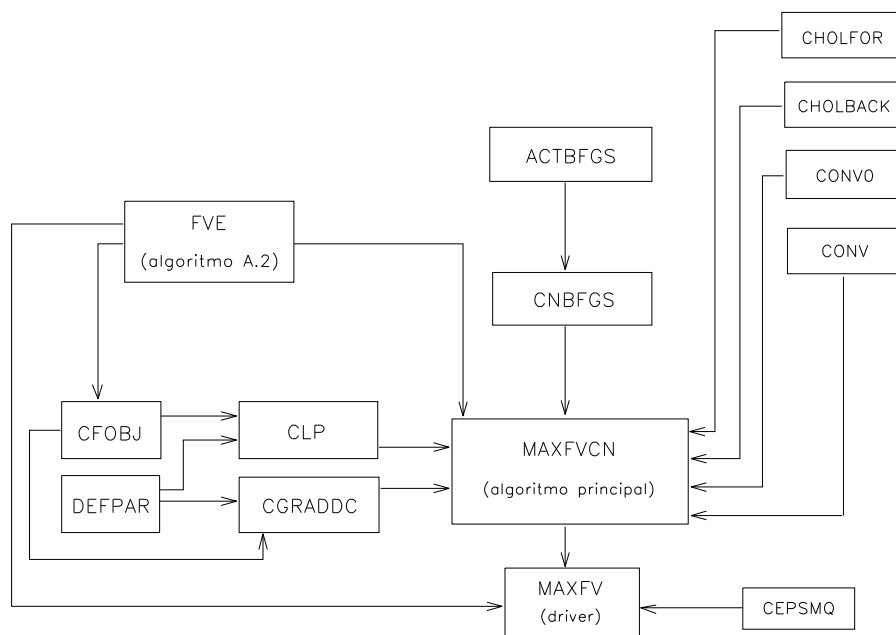 CHOLFOR
CHOLBACK
ACTBFGS
CONV0
FVE
(algoritmo A.2)
CONV
CNBFGS
CFOBJ
CLP
MAXFVCN
(algoritmo principal)
DEFPAR
CGRADDC
MAXFV
(driver)
CEPSMQ